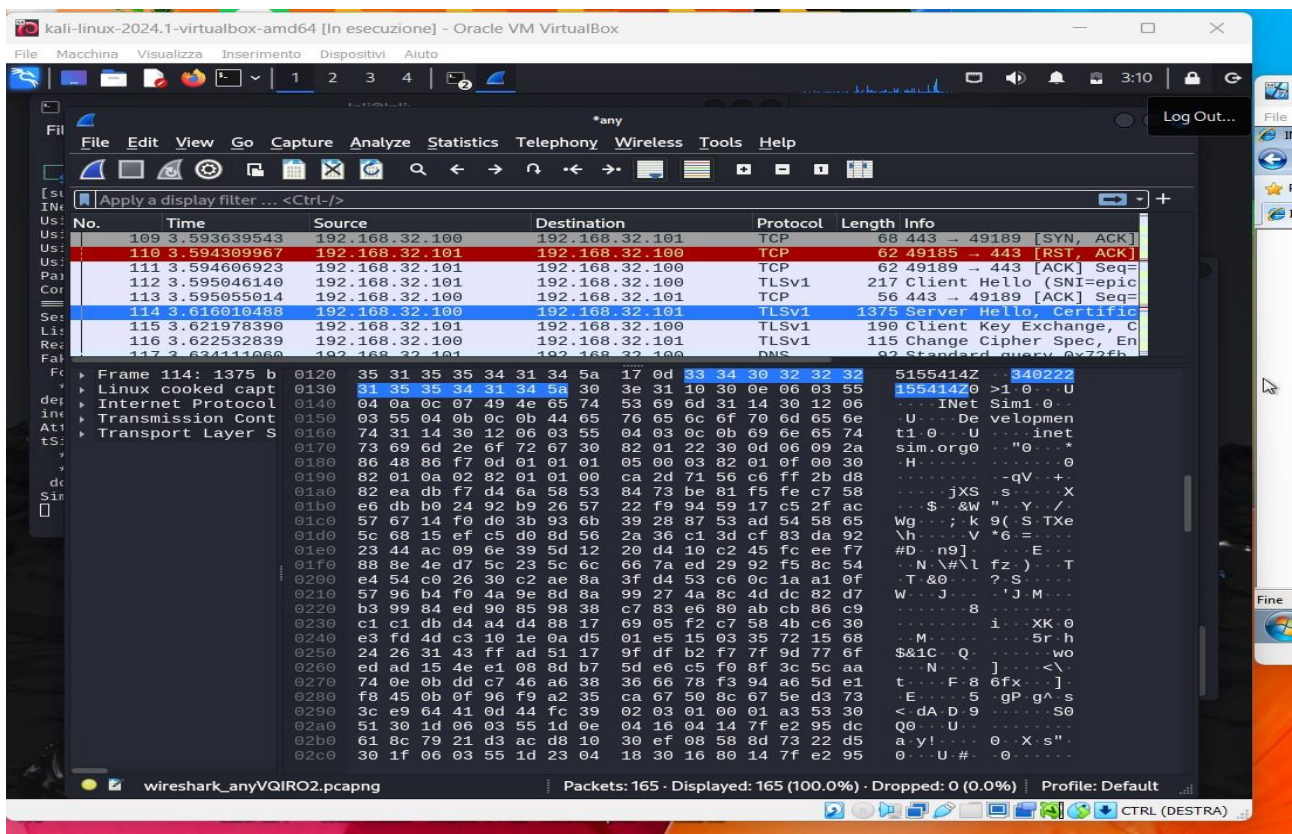 kali-linux-2024.1-virtualbox-amd64 [In esecuzione] - Oracle VM VirtualBox
File Macchina Visualizza Inserimento Dispositivi Aiuto
1 2 3 4 3:10
*any Log Out...
File Edit View Go Capture Analyze Statistics Telephony Wireless Tools Help
Apply a display filter ... <Ctrl-/>
No. Time Source Destination Protocol Length Info
109 3.593639543 192.168.32.100 192.168.32.101 TCP 68 443 → 49189 [SYN, ACK]
110 3.594309967 192.168.32.101 192.168.32.100 TCP 62 49185 → 443 [RST, ACK]
111 3.594606923 192.168.32.101 192.168.32.100 TCP 62 49189 → 443 [ACK] Seq=
112 3.595046140 192.168.32.101 192.168.32.100 TLSv1 217 Client Hello (SNI=epic
113 3.595055014 192.168.32.100 192.168.32.101 TCP 56 443 → 49189 [ACK] Seq=
114 3.616010488 192.168.32.100 192.168.32.101 TLSv1 1375 Server Hello, Certific
115 3.621978390 192.168.32.101 192.168.32.100 TLSv1 190 Client Key Exchange, C
116 3.622532839 192.168.32.100 192.168.32.101 TLSv1 115 Change Cipher Spec, En
117 3.634111060 192.168.32.101 192.168.32.100 DNS 92 Standard query 0x72fb
Frame 114: 1375 b
Linux cooked capt
Internet Protocol
Transmission Cont
Transport Layer S
0120 35 31 35 35 34 31 34 5a 17 0d 33 34 30 32 32 32 5155414Z ··340222
0130 31 35 35 34 31 34 5a 30 3e 31 10 30 0e 06 03 55 155414Z0 >1·0···U
0140 04 0a 0c 07 49 4e 65 74 53 69 6d 31 14 30 12 06 ····INet Sim1·0··
0150 03 55 04 0b 0c 0b 44 65 76 65 6c 6f 70 6d 65 6e ·U····De velopmen
0160 74 31 14 30 12 06 03 55 04 03 0c 0b 69 6e 65 74 t1·0···U ····inet
0170 73 69 6d 2e 6f 72 67 30 82 01 22 30 0d 06 09 2a sim.org0 ··"0···*
0180 86 48 86 f7 0d 01 01 01 05 00 03 82 01 0f 00 30 ·H······ ·······0
0190 82 01 0a 02 82 01 01 00 ca 2d 71 56 c6 ff 2b d8 ········ ·-qV··+·
01a0 82 ea db f7 d4 6a 58 53 84 73 be 81 f5 fe c7 58 ·····jXS ·s·····X
01b0 e6 db b0 24 92 b9 26 57 22 f9 94 59 17 c5 2f ac ···$··&W "··Y··/·
01c0 57 67 14 f0 d0 3b 93 6b 39 28 87 53 ad 54 58 65 Wg···;·k 9(·S·TXe
01d0 5c 68 15 ef c5 d0 8d 56 2a 36 c1 3d cf 83 da 92 \h·····V *6·=····
01e0 23 44 ac 09 6e 39 5d 12 20 d4 10 c2 45 fc ee f7 #D··n9]· ···E···
01f0 88 8e 4e d7 5c 23 5c 6c 66 7a ed 29 92 f5 8c 54 ··N·\#\l fz·)···T
0200 e4 54 c0 26 30 c2 ae 8a 3f d4 53 c6 0c 1a a1 0f ·T·&0··· ?·S·····
0210 57 96 b4 f0 4a 9e 8d 8a 99 27 4a 8c 4d dc 82 d7 W···J··· ·'J·M···
0220 b3 99 84 ed 90 85 98 38 c7 83 e6 80 ab cb 86 c9 ·······8 ········
0230 c1 c1 db d4 a4 d4 88 17 69 05 f2 c7 58 4b c6 30 ········ i···XK·0
0240 e3 fd 4d c3 10 1e 0a d5 01 e5 15 03 35 72 15 68 ··M····· ····5r·h
0250 24 26 31 43 ff ad 51 17 9f df b2 f7 7f 9d 77 6f $&1C··Q· ······wo
0260 ed ad 15 4e e1 08 8d b7 5d e6 c5 f0 8f 3c 5c aa ···N···· ]····<\·
0270 74 0e 0b dd c7 46 a6 38 36 66 78 f3 94 a6 5d e1 t····F·8 6fx···]·
0280 f8 45 0b 0f 96 f9 a2 35 ca 67 50 8c 67 5e d3 73 ·E·····5 ·gP·g^·s
0290 3c e9 64 41 0d 44 fc 39 02 03 01 00 01 a3 53 30 <·dA·D·9 ······S0
02a0 51 30 1d 06 03 55 1d 0e 04 16 04 14 7f e2 95 dc Q0···U·· ········
02b0 61 8c 79 21 d3 ac d8 10 30 ef 08 58 8d 73 22 d5 a·y!···· 0··X·s"·
02c0 30 1f 06 03 55 1d 23 04 18 30 16 80 14 7f e2 95 0···U·#· ·0······
wireshark_anyVQIRO2.pcapng Packets: 165 · Displayed: 165 (100.0%) · Dropped: 0 (0.0%) Profile: Default
CTRL (DESTRA)
File
Fine